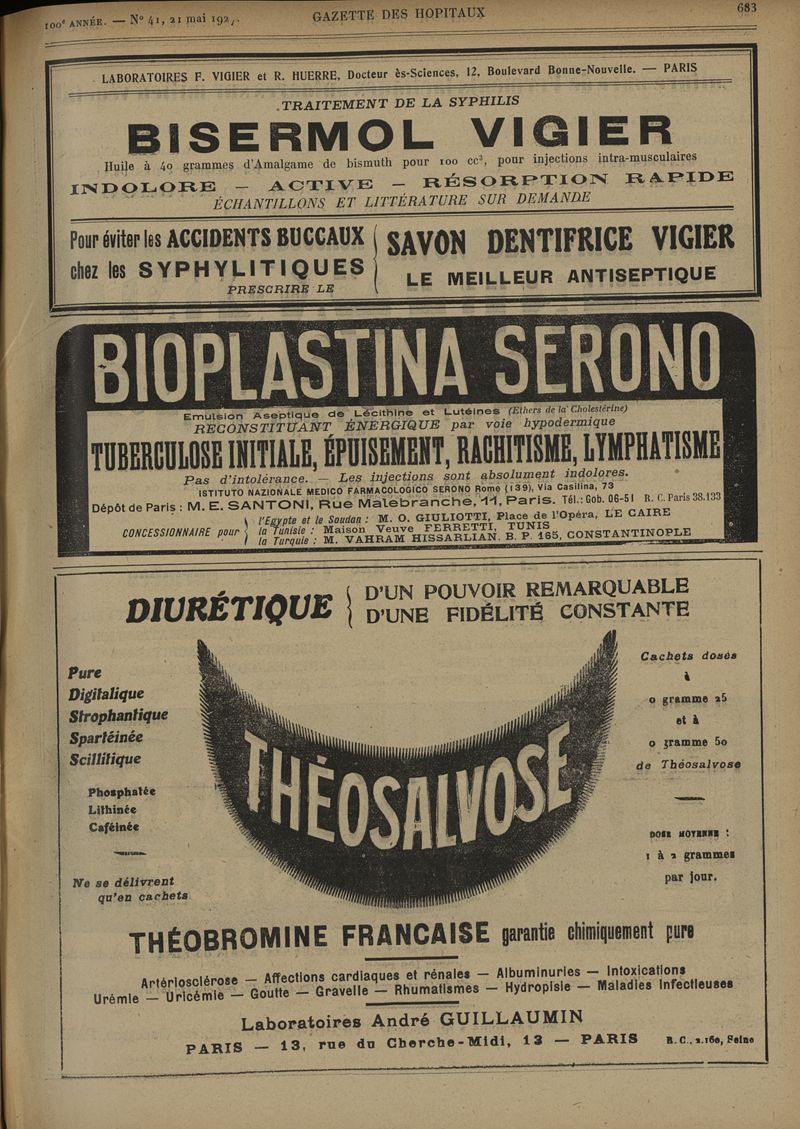 100e ANNÉE. — N° 41, 21 mai 192
GAZETTE DES HOPITAUX
683
LABORATOIRES F. VIGIER et R. HUERRE, Docteur ès-Sciences, 12, Boulevard Bonne-Nouvelle. — PARIS
TRAITEMENT DE LA SYPHILIS
BISERMOL VIGIER
Huile à 40 grammes d'Amalgame de bismuth pour 100 cc³, pour injections intra-musculaires
INDOLORE — ACTIVE — RÉSORPTION RAPIDE
ÉCHANTILLONS ET LITTÉRATURE SUR DEMANDE
Pour éviter les ACCIDENTS BUCCAUX
chez les SYPHYLITIQUES
PRESCRIRE LE
SAVON DENTIFRICE VIGIER
LE MEILLEUR ANTISEPTIQUE
BIOPLASTINA SERONO
Emulsion Aseptique de Lécithine et Lutéines (Ethers de la Cholestérine)
RECONSTITUANT ÉNERGIQUE par voie hypodermique
TUBERCULOSE INITIALE, ÉPUISEMENT, RACHITISME, LYMPHATISME
Pas d'intolérance. — Les injections sont absolument indolores.
ISTITUTO NAZIONALE MEDICO FARMACOLOGICO SERONO Rome (139), Via Casilina, 73
Dépôt de Paris : M. E. SANTONI, Rue Malebranche, 11, Paris. Tél.: Gob. 06-51 R. C. Paris 38.133
CONCESSIONNAIRE pour
l'Egypte et le Soudan : M. O. GIULIOTTI, Place de l'Opéra, LE CAIRE
la Tunisie : Maison Veuve FERRETTI, TUNIS
la Turquie : M. VAHRAM HISSARLIAN, B. P. 165, CONSTANTINOPLE
DIURÉTIQUE
D'UN POUVOIR REMARQUABLE
D'UNE FIDÉLITÉ CONSTANTE
Pure
Digitalique
Strophantique
Spartéinée
Scillitique
Phosphatée
Lithinée
Caféinée
Ne se délivrent
qu'en cachets
THÉOSALVOSE
Cachets dosés
à
0 gramme 25
et à
0 gramme 50
de Théosalvose
DOSE MOYENNE :
1 à 2 grammes
par jour.
THÉOBROMINE FRANCAISE garantie chimiquement pure
Artériosclérose — Affections cardiaques et rénales — Albuminuries — Intoxications
Urémie — Uricémie — Goutte — Gravelle — Rhumatismes — Hydropisie — Maladies Infectieuses
Laboratoires André GUILLAUMIN
PARIS — 13, rue du Cherche-Midi, 13 — PARIS
R. C., 2.160, Seine